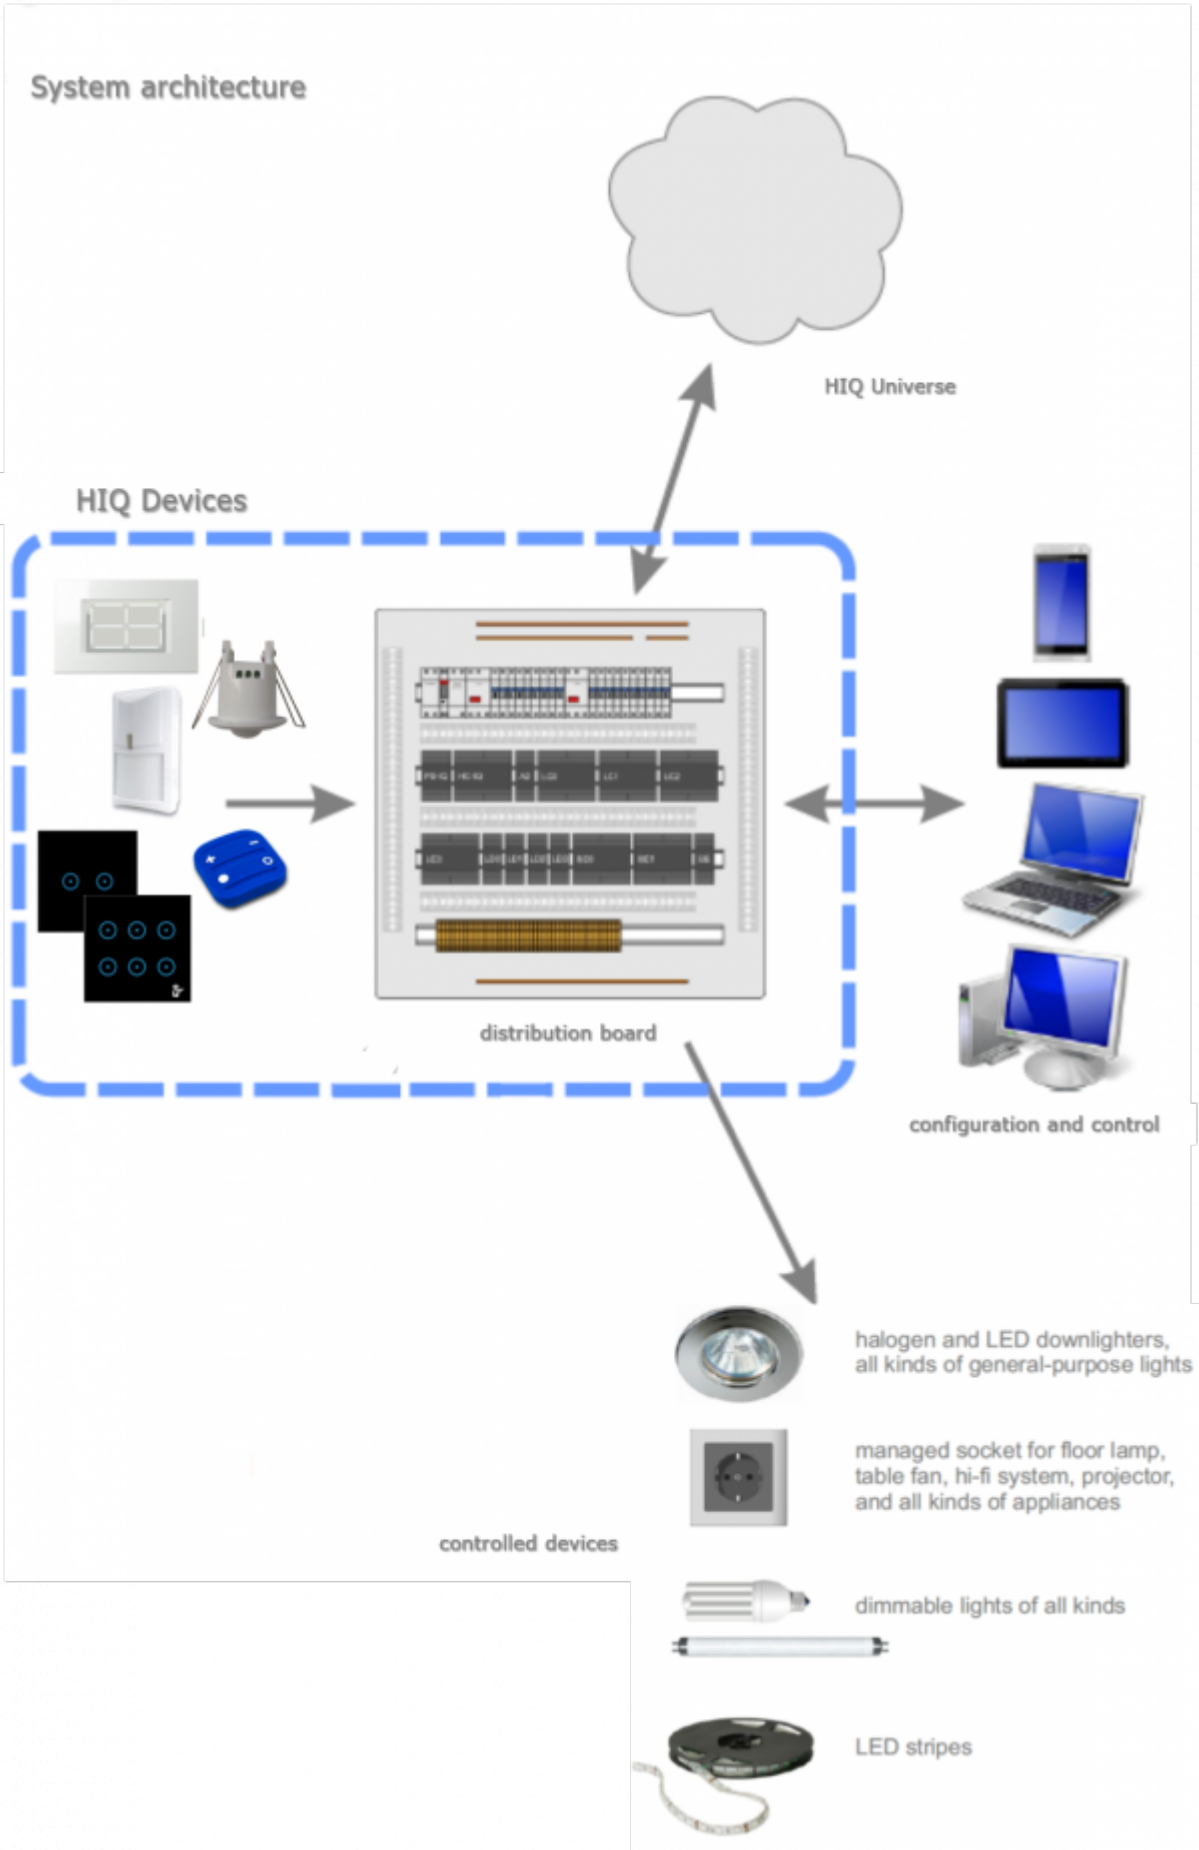 System architecture
HIQ Universe
HIQ Devices
LC1
LC2
distribution board
configuration and control
halogen and LED downlighters,
all kinds of general-purpose lights
managed socket for floor lamp,
table fan, hi-fi system, projector,
and all kinds of appliances
controlled devices
dimmable lights of all kinds
LED stripes